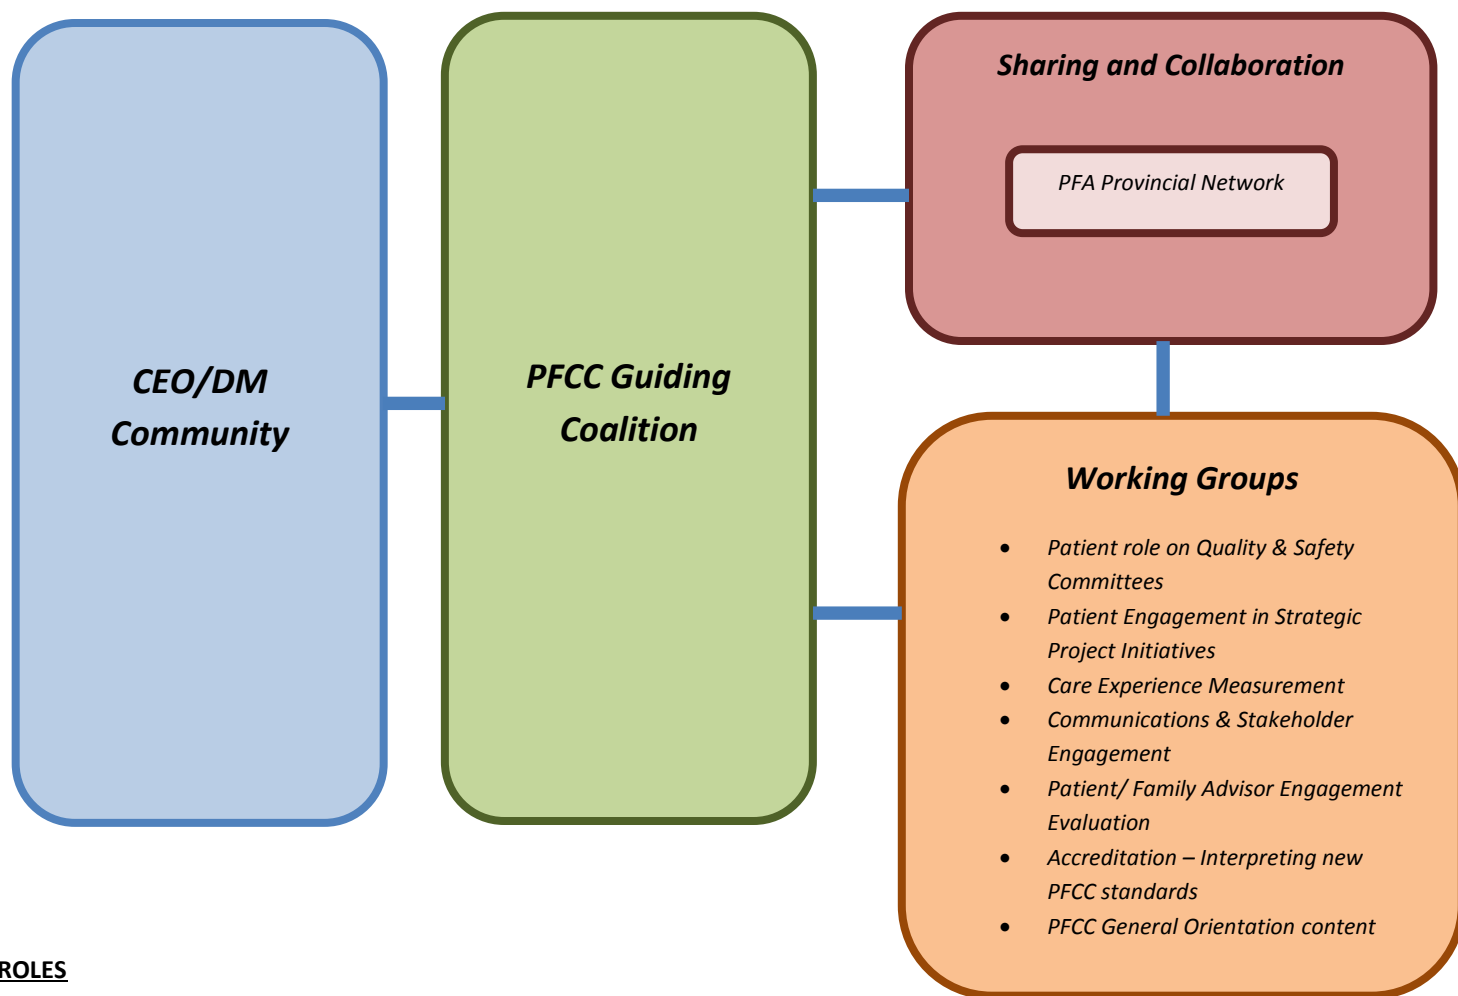 CEO/DM
Community
PFCC Guiding
Coalition
Sharing and Collaboration
PFA Provincial Network
Working Groups
• Patient role on Quality & Safety
Committees
• Patient Engagement in Strategic
Project Initiatives
• Care Experience Measurement
• Communications & Stakeholder
Engagement
• Patient/ Family Advisor Engagement
Evaluation
• Accreditation – Interpreting new
PFCC standards
• PFCC General Orientation content
ROLES